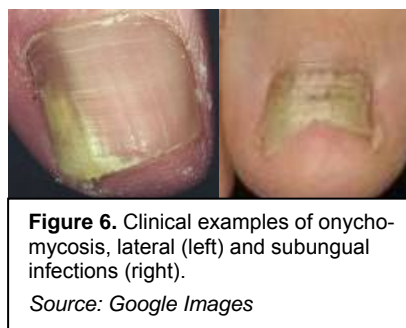 Figure 6. Clinical examples of onycho-
mycosis, lateral (left) and subungual
infections (right).
Source: Google Images